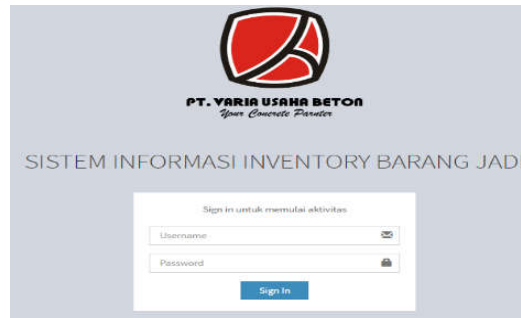 PT. VARIA USAHA BETON
Your Concrete Parnter
SISTEM INFORMASI INVENTORY BARANG JAD
Sign in untuk memulai aktivitas
Username
Password
Sign In